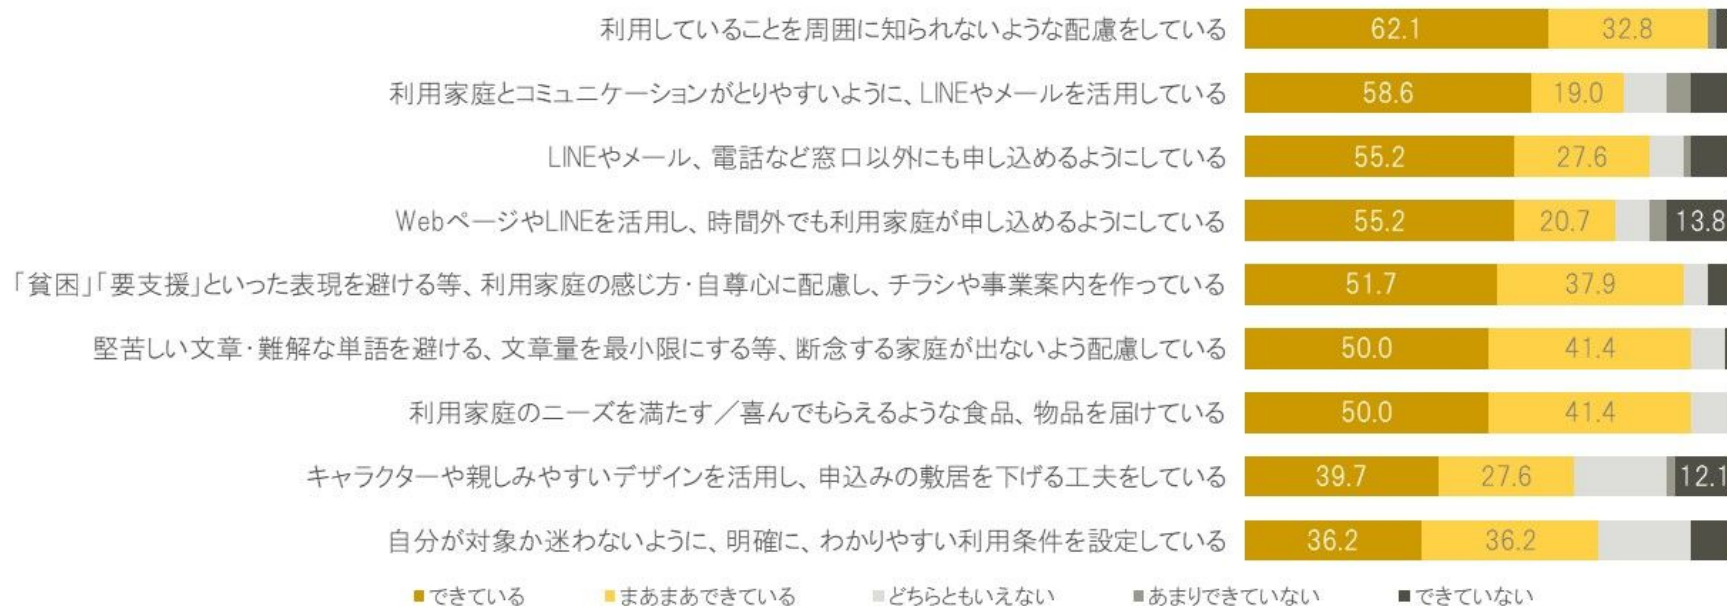 利用していることを周囲に知られないような配慮をしている 62.1 32.8
利用家庭とコミュニケーションがとりやすいように、LINEやメールを活用している 58.6 19.0
LINEやメール、電話など窓口以外にも申し込めるようにしている 55.2 27.6
WebページやLINEを活用し、時間外でも利用家庭が申し込めるようにしている 55.2 20.7 13.8
「貧困」「要支援」といった表現を避ける等、利用家庭の感じ方・自尊心に配慮し、チラシや事業案内を作っている 51.7 37.9
堅苦しい文章・難解な単語を避ける、文章量を最小限にする等、断念する家庭が出ないよう配慮している 50.0 41.4
利用家庭のニーズを満たす／喜んでもらえるような食品、物品を届けている 50.0 41.4
キャラクターや親しみやすいデザインを活用し、申込みの敷居を下げる工夫をしている 39.7 27.6 12.1
自分が対象か迷わないように、明確に、わかりやすい利用条件を設定している 36.2 36.2
できている まあまあできている どちらともいえない あまりできていない できていない